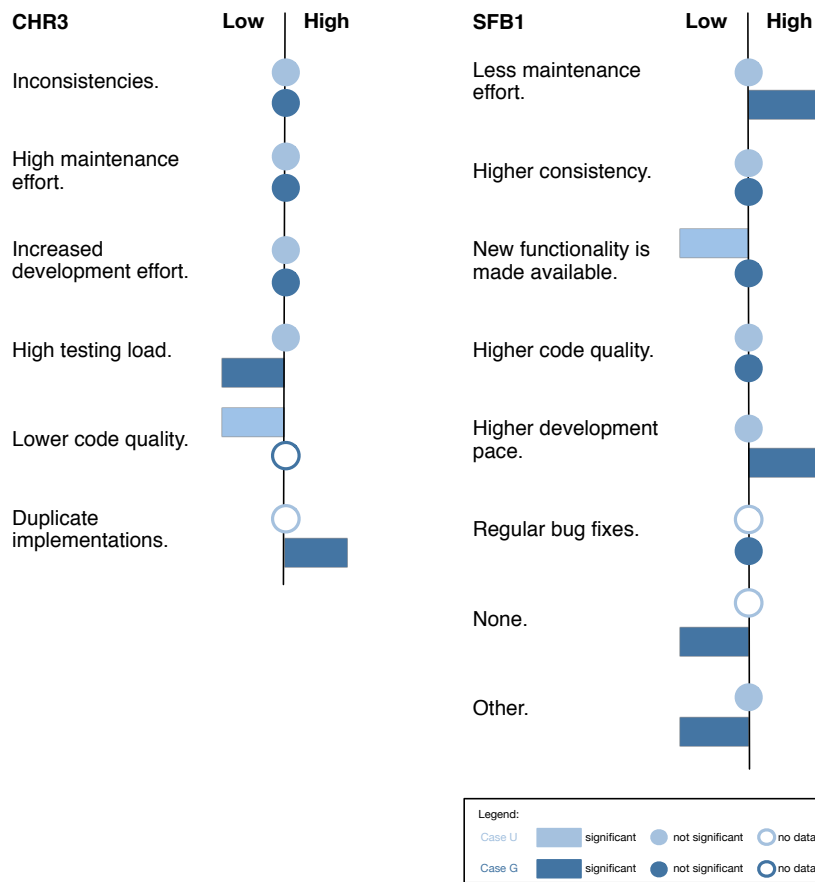 CHR3 Low High
Inconsistencies.
High maintenance
effort.
Increased
development effort.
High testing load.
Lower code quality.
Duplicate
implementations.
SFB1 Low High
Less maintenance
effort.
Higher consistency.
New functionality is
made available.
Higher code quality.
Higher development
pace.
Regular bug fixes.
None.
Other.
Legend:
Case U significant not significant no data
Case G significant not significant no data